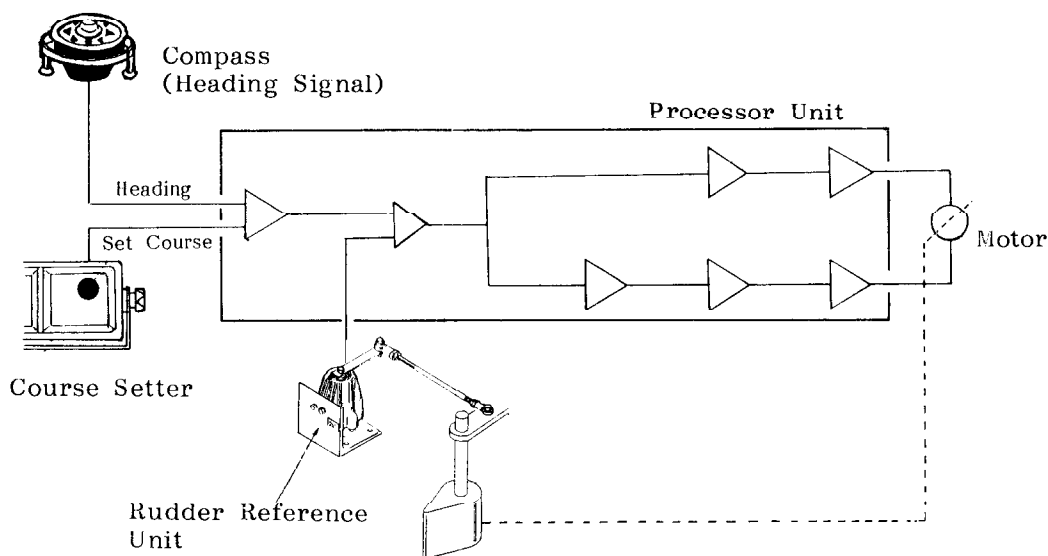 Compass
(Heading Signal)
Processor Unit
Heading
Set Course
Motor
Course Setter
Rudder Reference
Unit